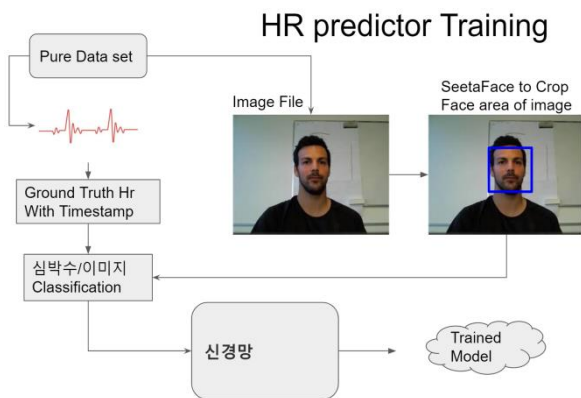 HR predictor Training
Pure Data set
Image File
SeetaFace to Crop
Face area of image
Ground Truth Hr
With Timestamp
심박수/이미지
Classification
신경망
Trained
Model